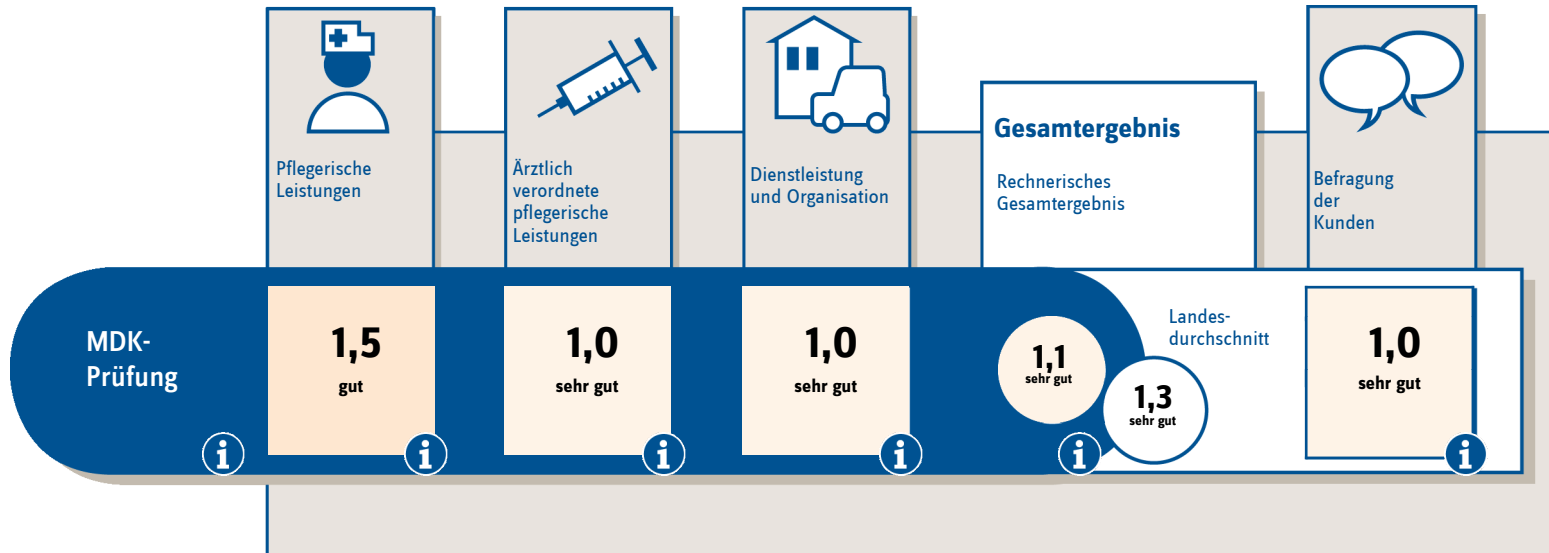 Pflegerische
Leistungen
Ärztlich
verordnete
pflegerische
Leistungen
Dienstleistung
und Organisation
Gesamtergebnis
Rechnerisches
Gesamtergebnis
Befragung
der
Kunden
MDK-
Prüfung
1,5
gut
1,0
sehr gut
1,0
sehr gut
1,1
sehr gut
Landes-
durchschnitt
1,3
sehr gut
1,0
sehr gut
i
i
i
i
i
i